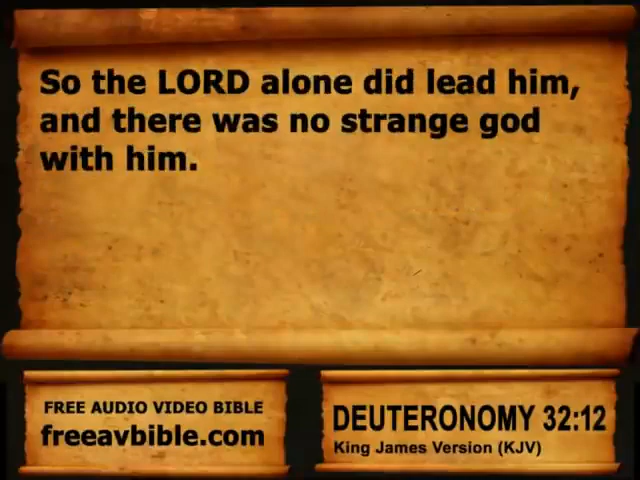 So the LORD alone did lead him,
and there was no strange god
with him.
FREE AUDIO VIDEO BIBLE
freeavbible.com
DEUTERONOMY 32:12
King James Version (KJV)